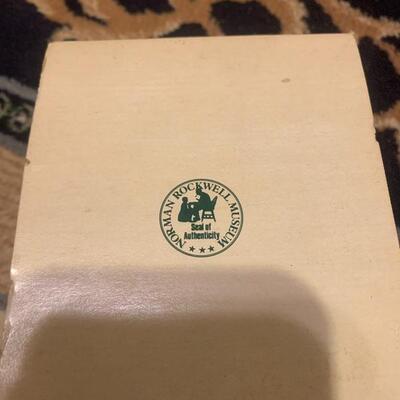 NORMAN ROCKWELL MUSEUM
Seal of
Authenticity